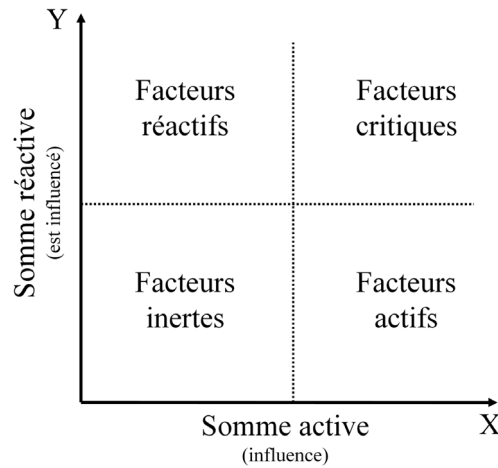 Y
Facteurs
réactifs
Facteurs
critiques
Somme réactive
(est influencé)
Facteurs
inertes
Facteurs
actifs
X
Somme active
(influence)